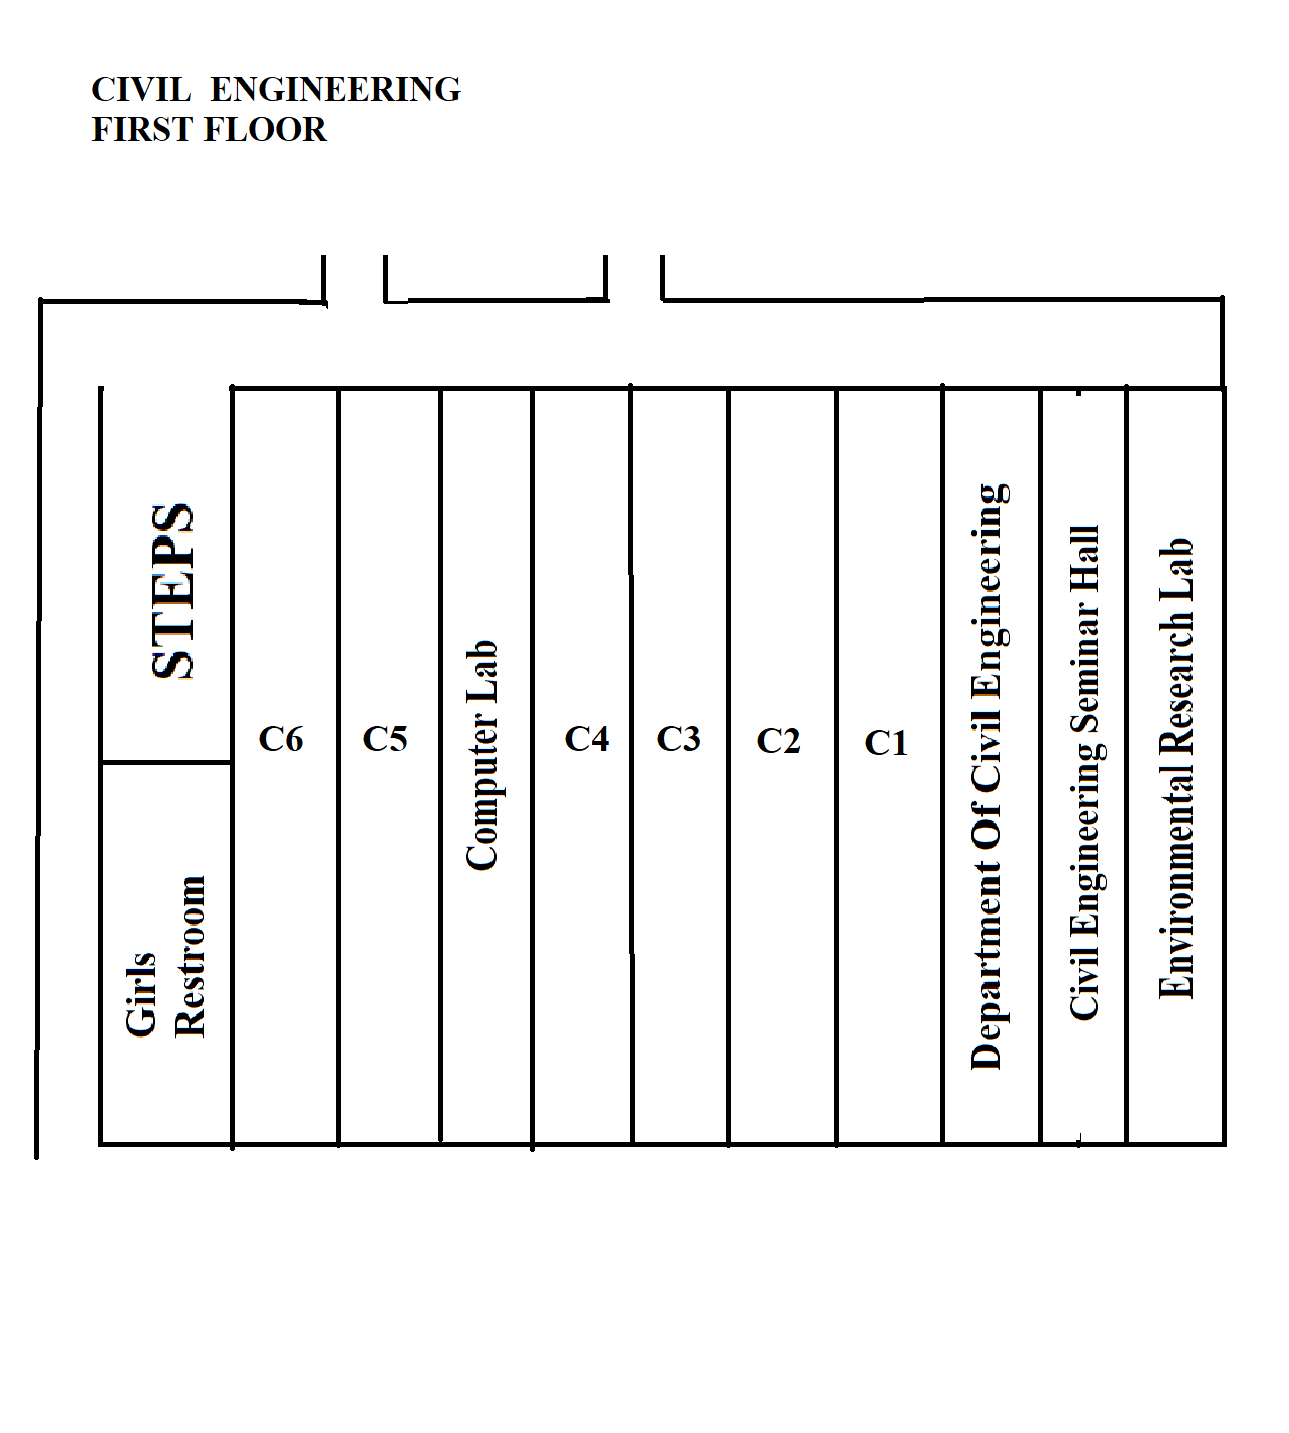 CIVIL ENGINEERING
FIRST FLOOR
STEPS
Girls
Restroom
C6
C5
Computer Lab
C4
C3
C2
C1
Department Of Civil Engineering
Civil Engineering Seminar Hall
Environmental Research Lab